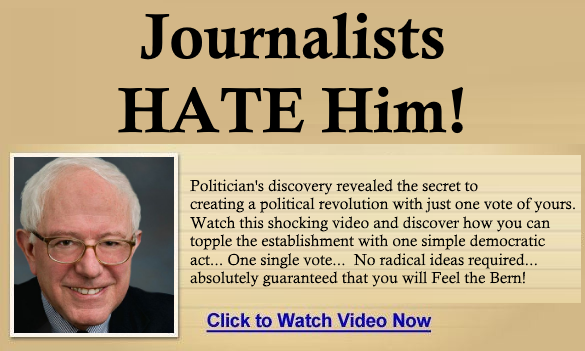 Journalists
HATE Him!
Politician's discovery revealed the secret to
creating a political revolution with just one vote of yours.
Watch this shocking video and discover how you can
topple the establishment with one simple democratic
act... One single vote... No radical ideas required...
absolutely guaranteed that you will Feel the Bern!
Click to Watch Video Now